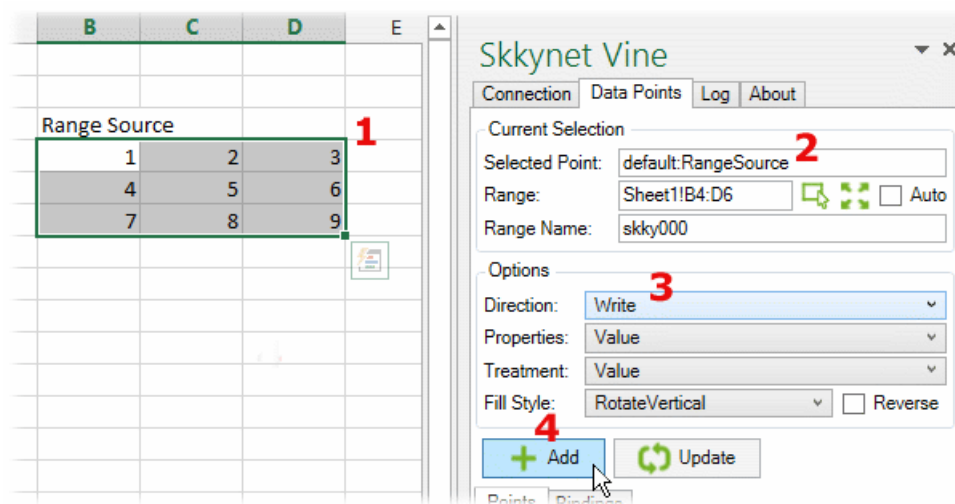 B C D E
Range Source
1 2 3
4 5 6
7 8 9
1
Skkynet Vine
Connection Data Points Log About
Current Selection
2
Selected Point: default:RangeSource
Range: Sheet1!B4:D6 Auto
Range Name: skky000
Options
3
Direction: Write
Properties: Value
Treatment: Value
Fill Style: RotateVertical Reverse
4
Add Update
Points Bindings